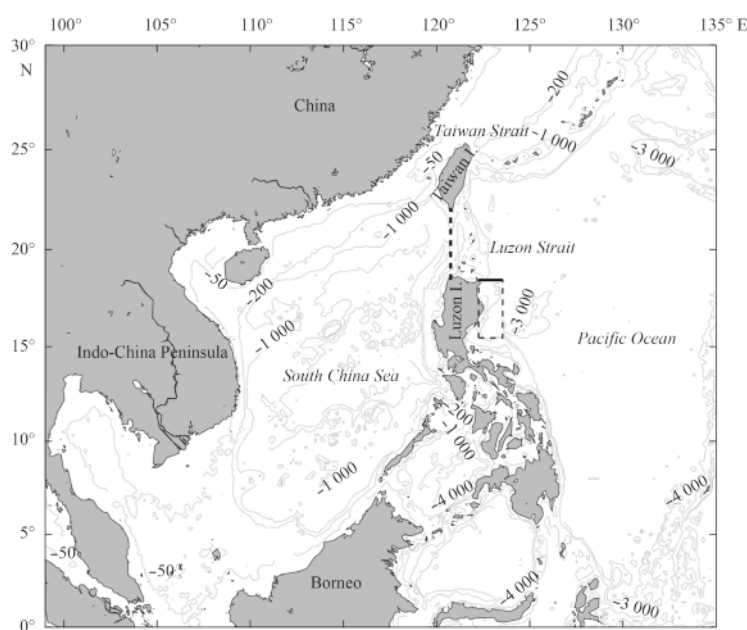 99° 105° 110° 115° 120° 125° 130° 135° E
30°
N
China
-200
Taiwan Strait
-1 000
-3 000
25°
-50
Taiwan I.
-1 000
20°
Luzon Strait
-50
-200
-3 000
-1 000
Luzon I.
Pacific Ocean
15°
Indo-China Peninsula
South China Sea
-200
-1 000
10°
-1 000
-4 000
-4 000
5°
-50
-50
Borneo
-4 000
-3 000
0°